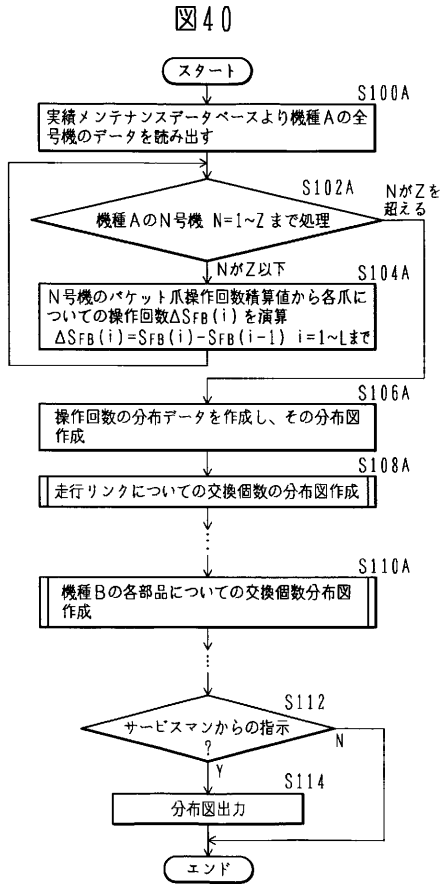 図40
スタート
S100A
実績メンテナンスデータベースより機種Aの全
号機のデータを読み出す
S102A
NがZを
超える
機種AのN号機 N=1~Zまで処理
NがZ以下
S104A
N号機のバケット爪操作回数積算値から各爪に
ついての操作回数ΔSFB(i)を演算
ΔSFB(i)=SFB(i)-SFB(i-1) i=1~Lまで
S106A
操作回数の分布データを作成し、その分布図
作成
S108A
走行リンクについての交換個数の分布図作成
S110A
機種Bの各部品についての交換個数分布図
作成
S112
サービスマンからの指示
?
N
Y
S114
分布図出力
エンド